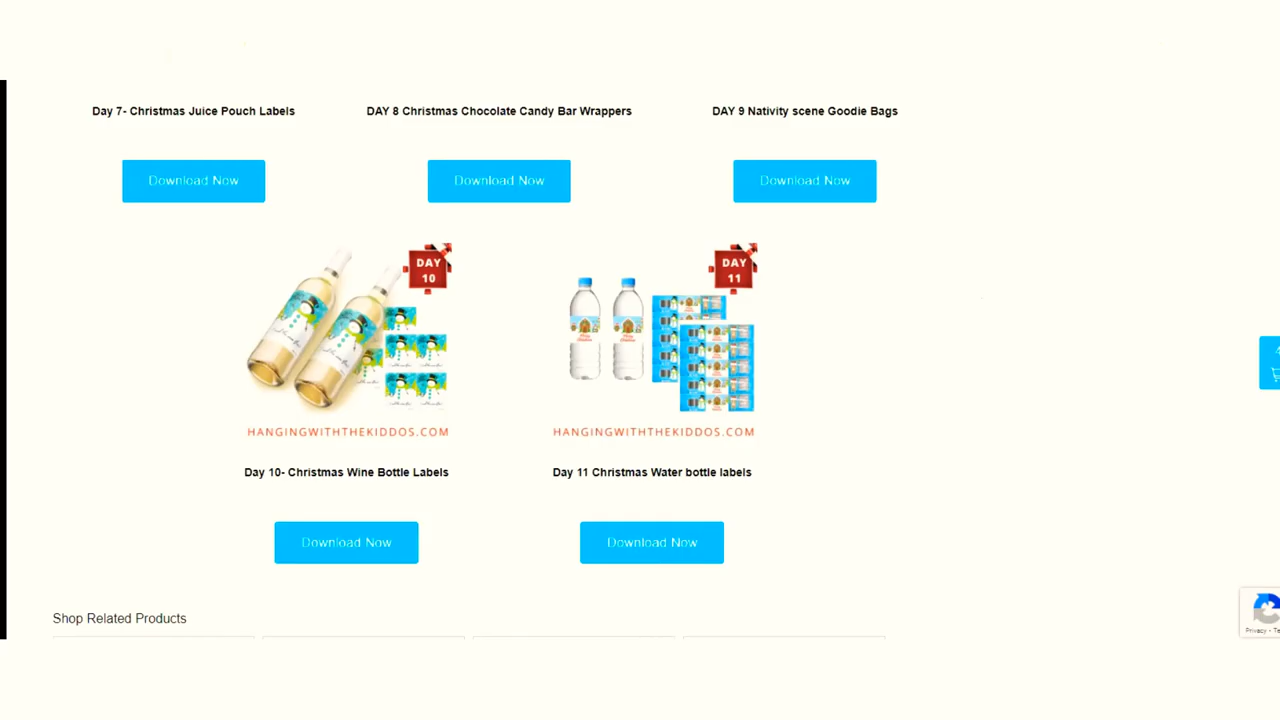 Day 7- Christmas Juice Pouch Labels
DAY 8 Christmas Chocolate Candy Bar Wrappers
DAY 9 Nativity scene Goodie Bags
Download Now
Download Now
Download Now
DAY
10
DAY
11
HANGINGWITHTHEKIDDOS.COM
HANGINGWITHTHEKIDDOS.COM
Day 10- Christmas Wine Bottle Labels
Day 11 Christmas Water bottle labels
Download Now
Download Now
Shop Related Products
Privacy - Te